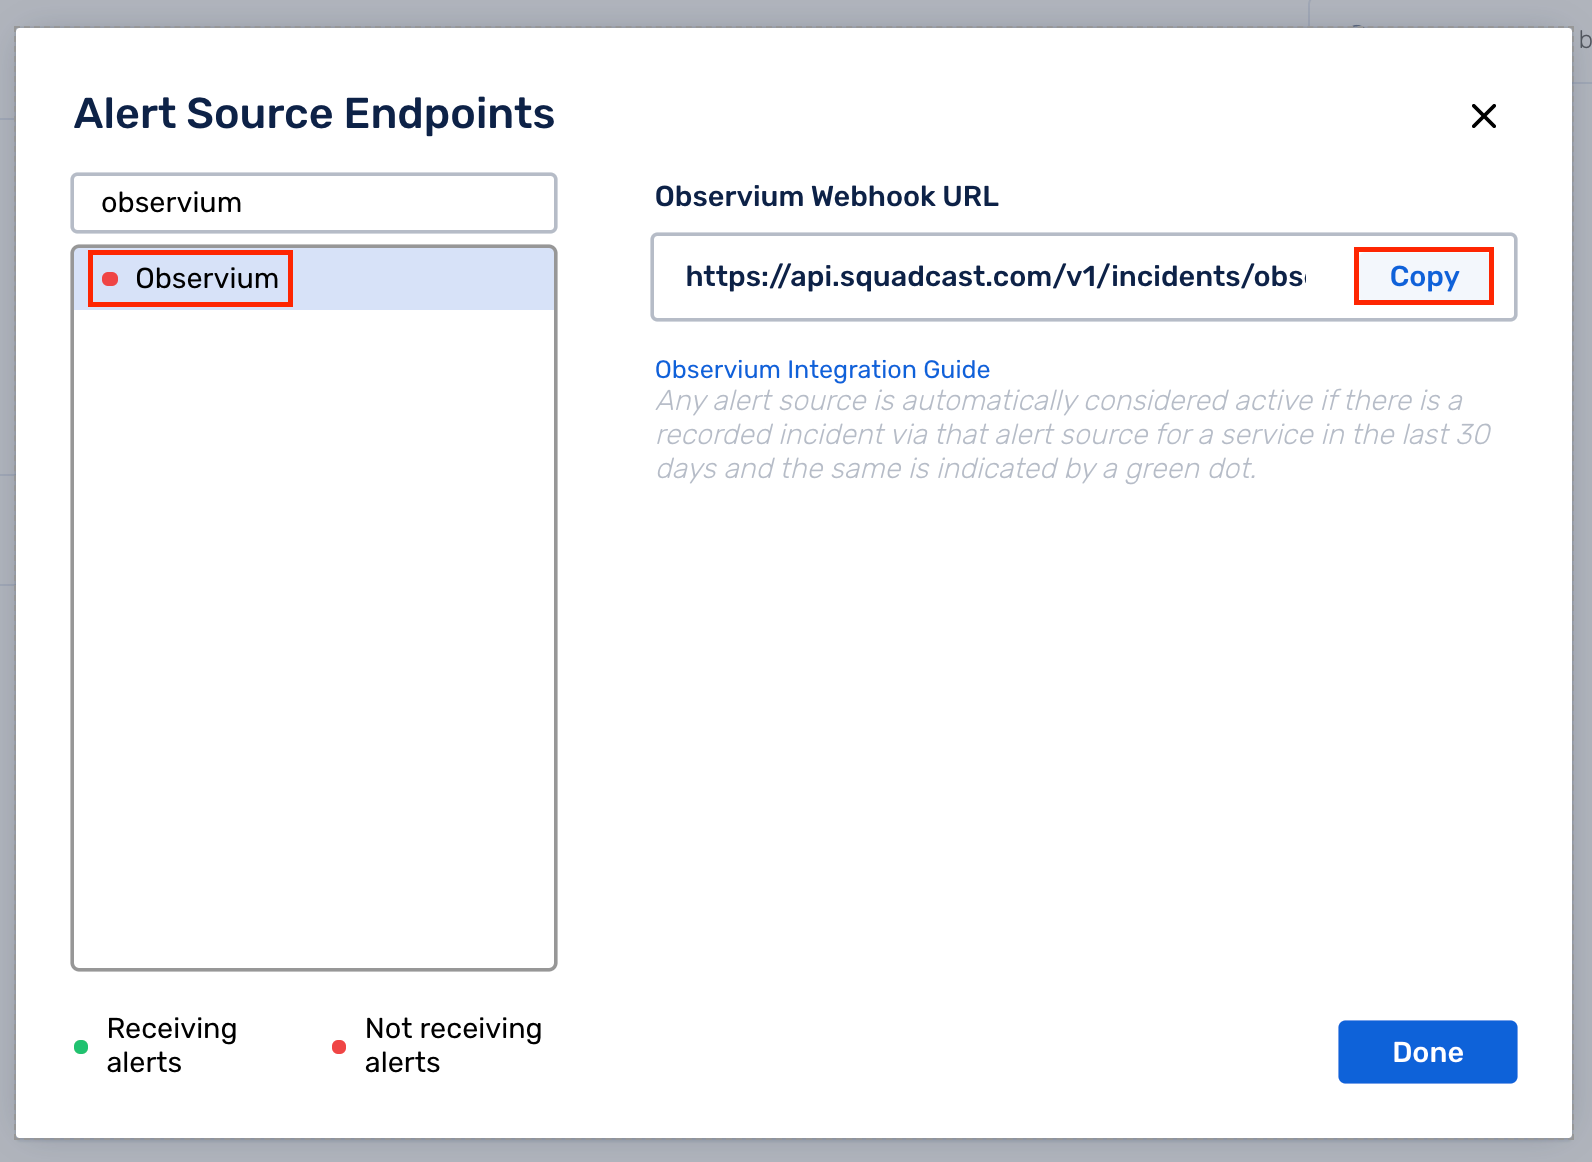 Alert Source Endpoints
observium
Observium
Observium Webhook URL
https://api.squadcast.com/v1/incidents/obs
Copy
Observium Integration Guide
Any alert source is automatically considered active if there is a
recorded incident via that alert source for a service in the last 30
days and the same is indicated by a green dot.
Receiving
alerts
Not receiving
alerts
Done